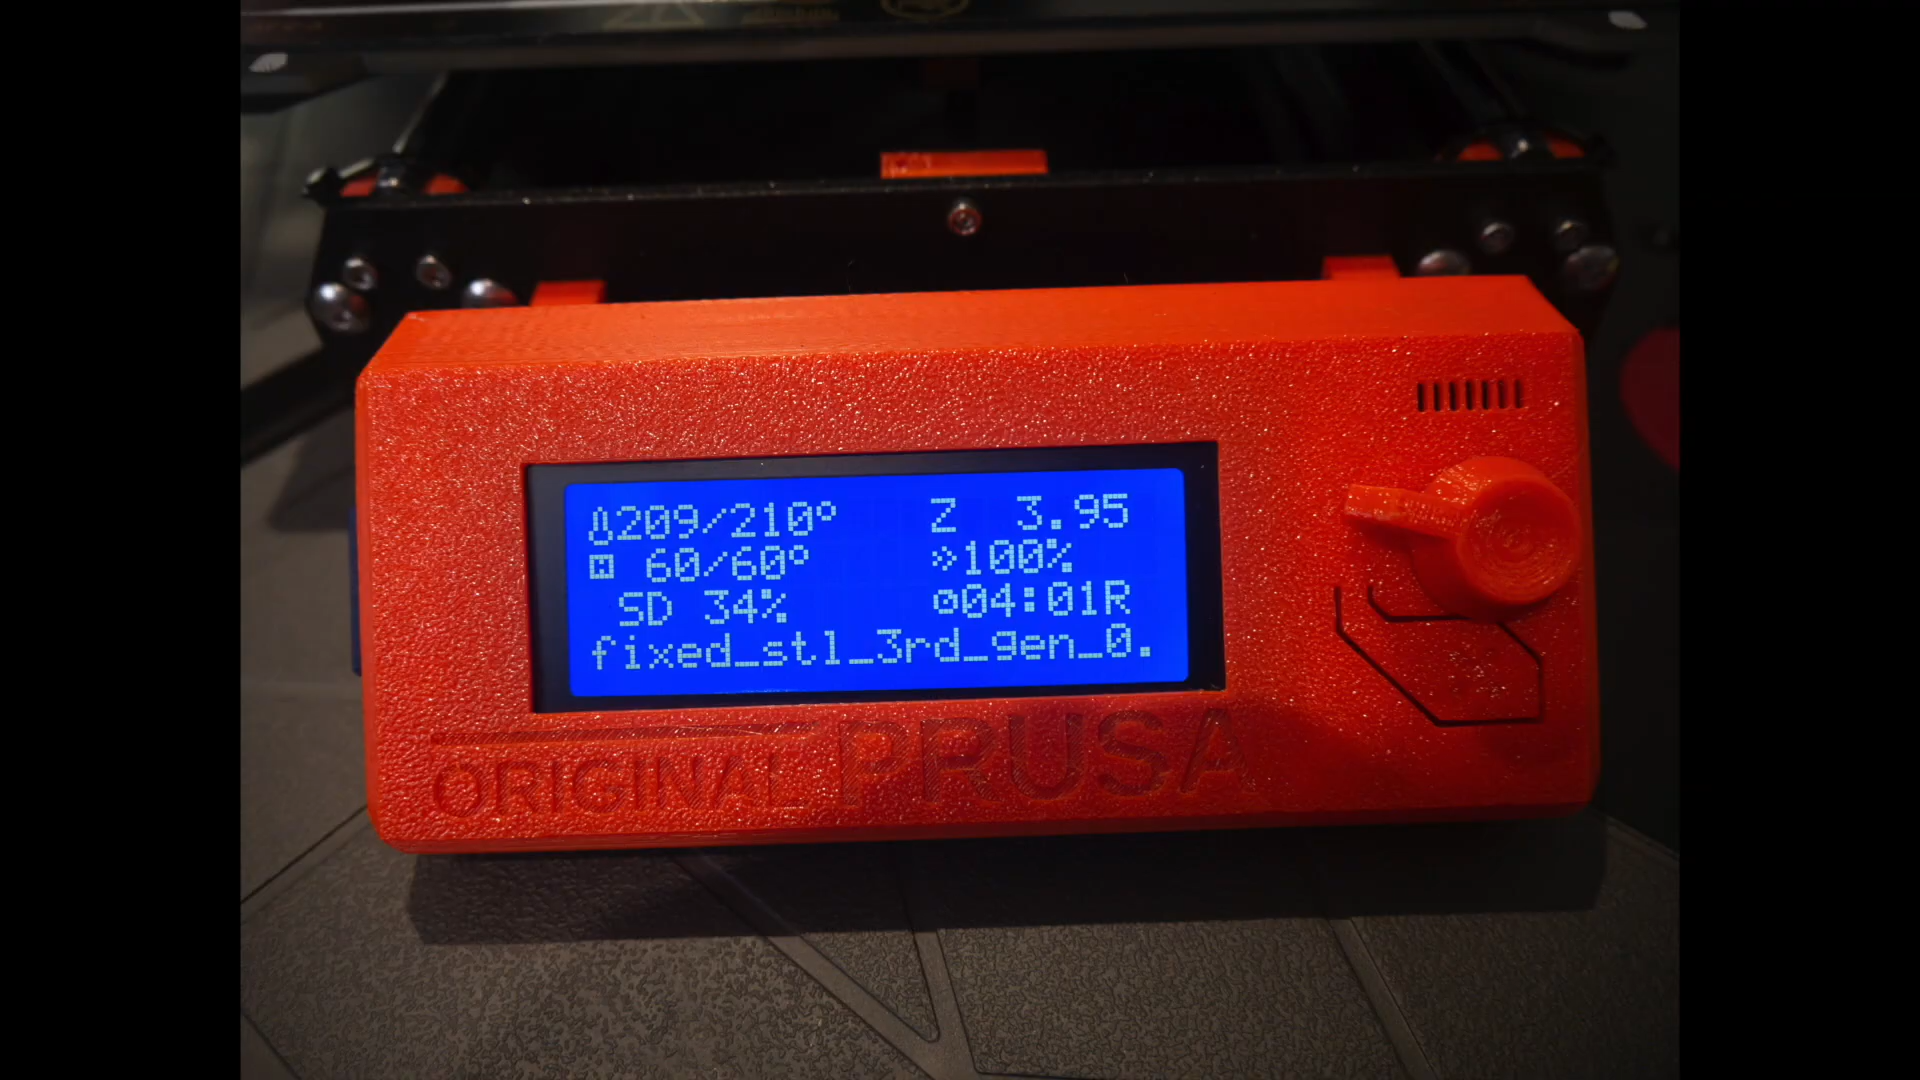 209/210° Z 3.95
60/60° 100%
SD 34% 04:01R
fixed_stl_3rd_gen_0.
ORIGINAL PRUSA